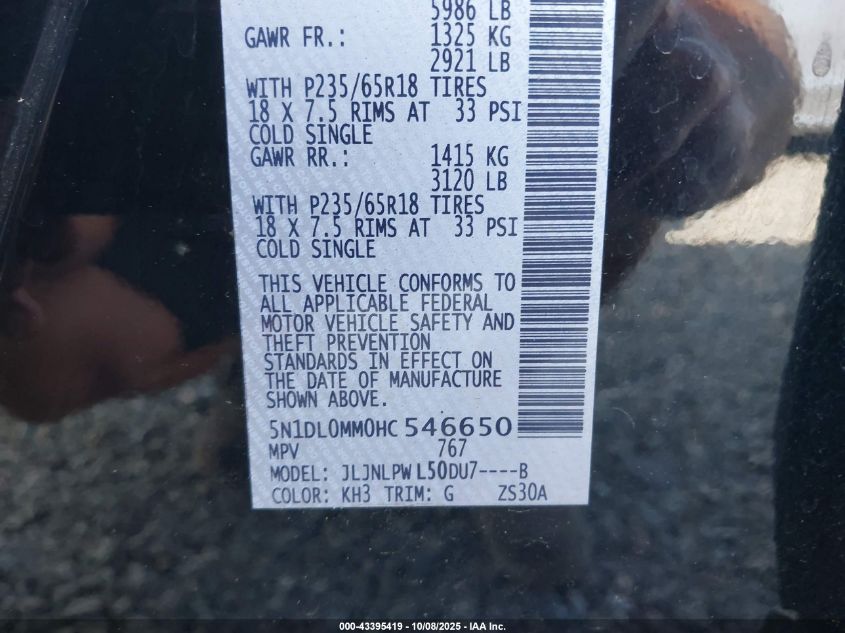 5986 LB
GAWR FR.: 1325 KG
2921 LB
WITH P235/65R18 TIRES
18 X 7.5 RIMS AT 33 PSI
COLD SINGLE
GAWR RR.: 1415 KG
3120 LB
WITH P235/65R18 TIRES
18 X 7.5 RIMS AT 33 PSI
COLD SINGLE
THIS VEHICLE CONFORMS TO
ALL APPLICABLE FEDERAL
MOTOR VEHICLE SAFETY AND
THEFT PREVENTION
STANDARDS IN EFFECT ON
THE DATE OF MANUFACTURE
SHOWN ABOVE.
5N1DL0MM0HC 546650
MPV 767
MODEL: JLJNLPW L50DU7----B
COLOR: KH3 TRIM: G ZS30A
000-43395419 - 10/08/2025 - IAA Inc.